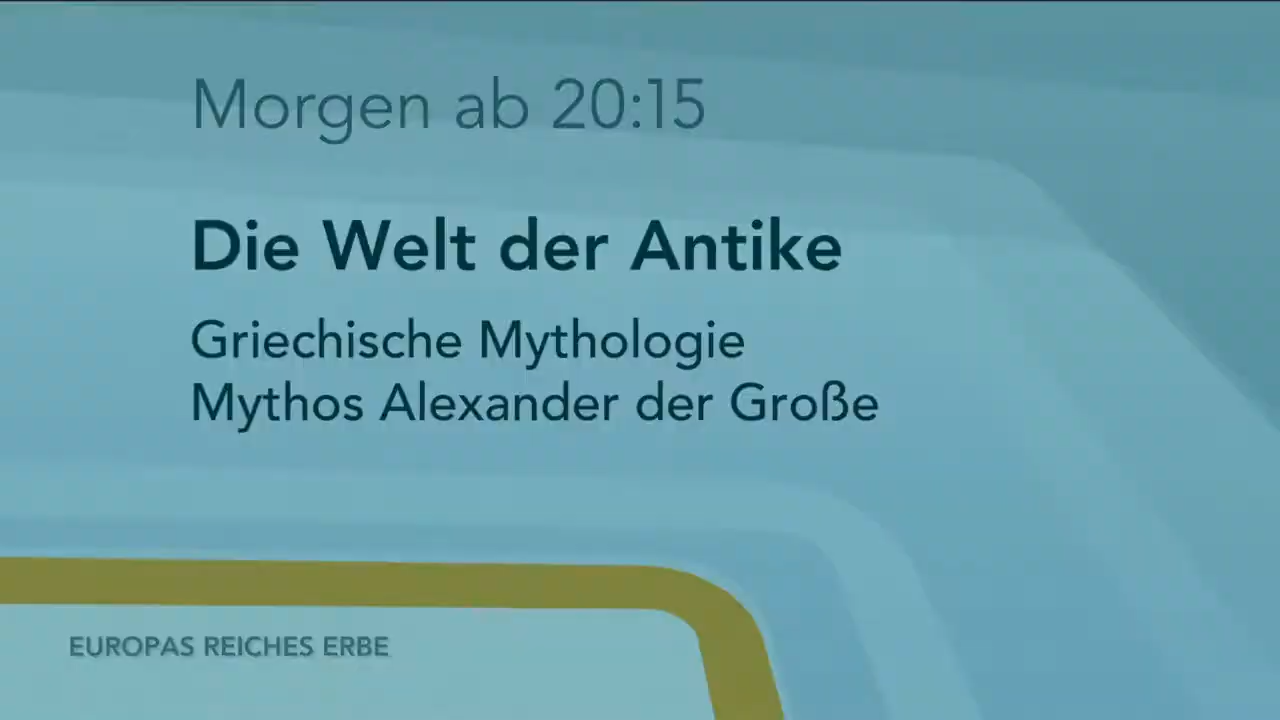 Morgen ab 20:15
Die Welt der Antike
Griechische Mythologie
Mythos Alexander der Große
EUROPAS REICHES ERBE